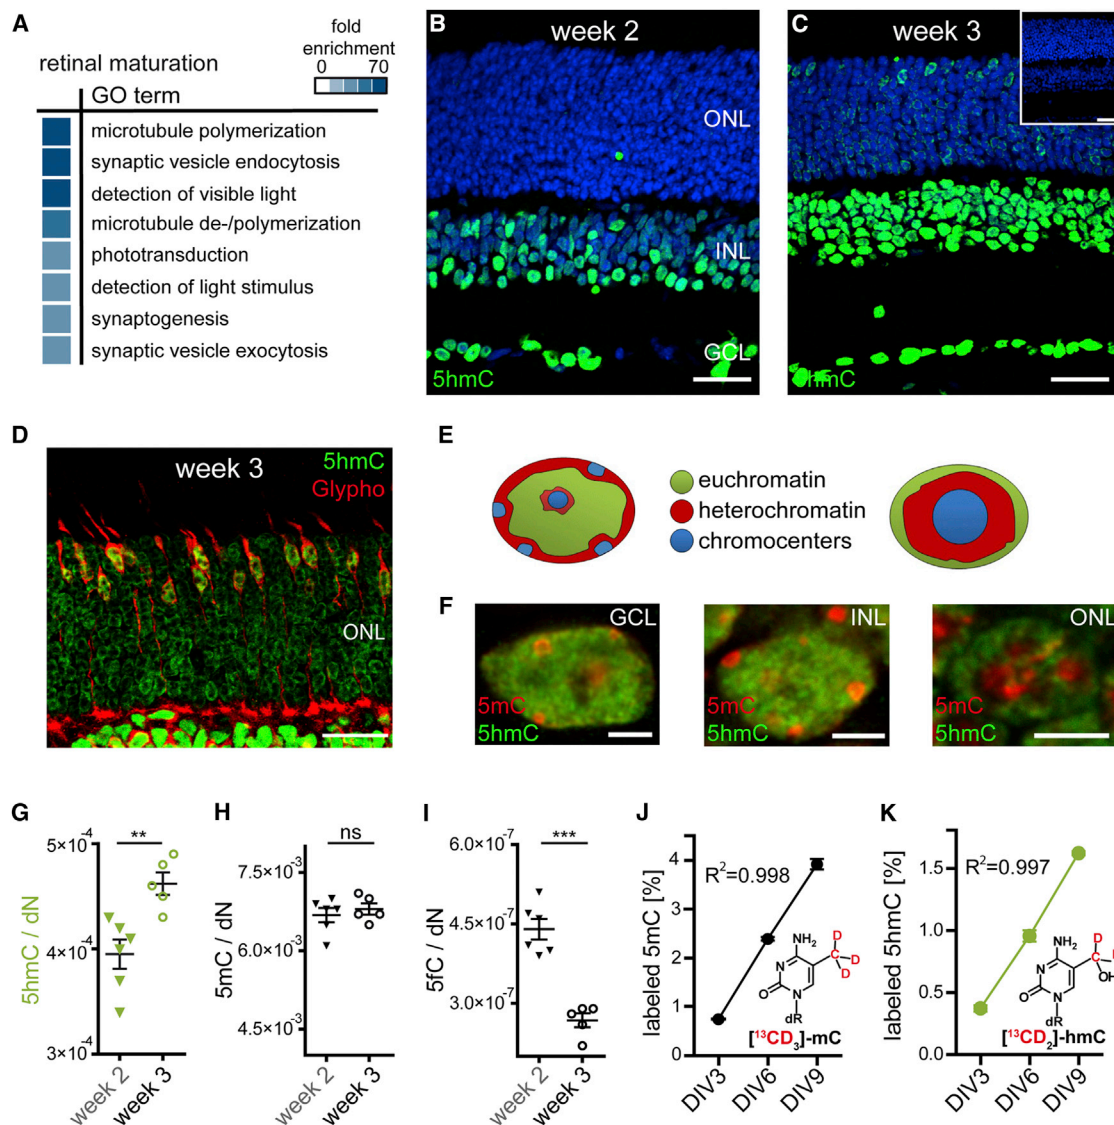 A
fold
enrichment
0 70
retinal maturation
GO term
microtubule polymerization
synaptic vesicle endocytosis
detection of visible light
microtubule de-/polymerization
phototransduction
detection of light stimulus
synaptogenesis
synaptic vesicle exocytosis
B
week 2
ONL
INL
GCL
5hmC
C
week 3
hmC
D
week 3
5hmC
Glypho
ONL
E
euchromatin
heterochromatin
chromocenters
F
GCL
5mC
5hmC
INL
5mC
5hmC
ONL
5mC
5hmC
G
5hmC / dN
5×10⁻⁴
4×10⁻⁴
3×10⁻⁴
**
week 2
week 3
H
5mC / dN
7.5×10⁻³
6.0×10⁻³
4.5×10⁻³
ns
week 2
week 3
I
5fC / dN
6.0×10⁻⁷
4.5×10⁻⁷
3.0×10⁻⁷
***
week 2
week 3
J
labeled 5mC [%]
4
3
2
1
0
R²=0.998
NH₂
N
O
N
dR
C
D
D
D
[¹³CD₃]-mC
DIV3
DIV6
DIV9
K
labeled 5hmC [%]
1.5
1.0
0.5
0.0
R²=0.997
NH₂
N
O
N
dR
C
D
OH
[¹³CD₂]-hmC
DIV3
DIV6
DIV9